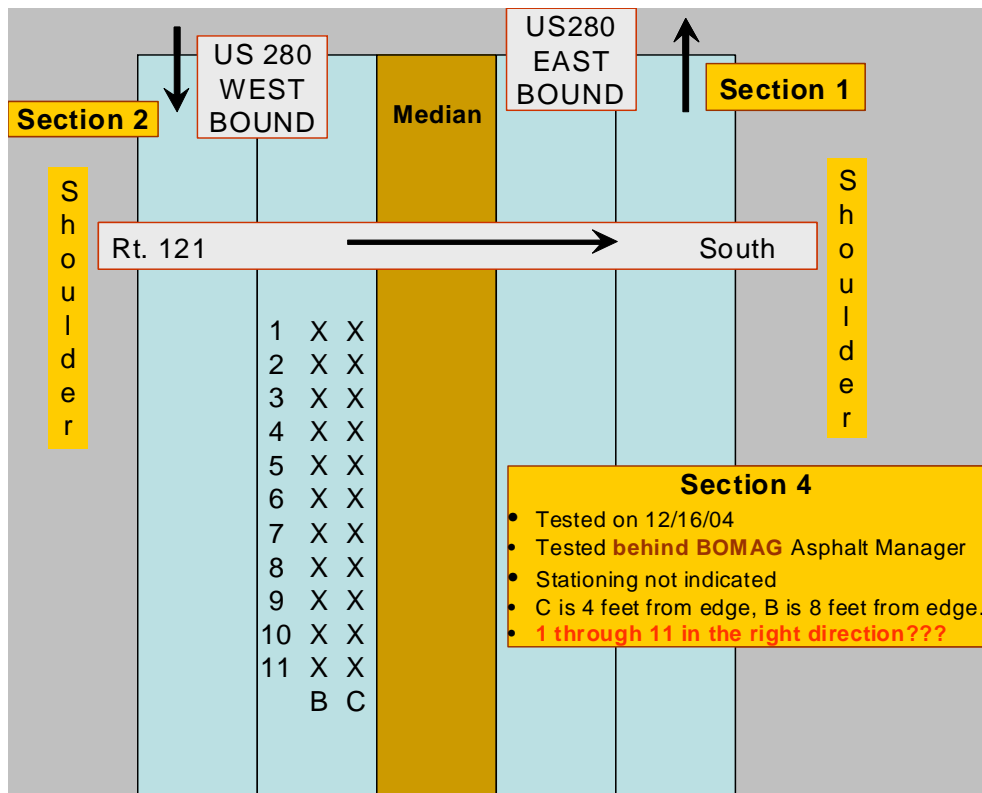 US 280
WEST
BOUND
US280
EAST
BOUND
Section 2
Median
Section 1
S
h
o
u
l
d
e
r
S
h
o
u
l
d
e
r
Rt. 121 South
1 X X
2 X X
3 X X
4 X X
5 X X
6 X X
7 X X
8 X X
9 X X
10 X X
11 X X
B C
Section 4
• Tested on 12/16/04
• Tested behind BOMAG Asphalt Manager
• Stationing not indicated
• C is 4 feet from edge, B is 8 feet from edge.
• 1 through 11 in the right direction???